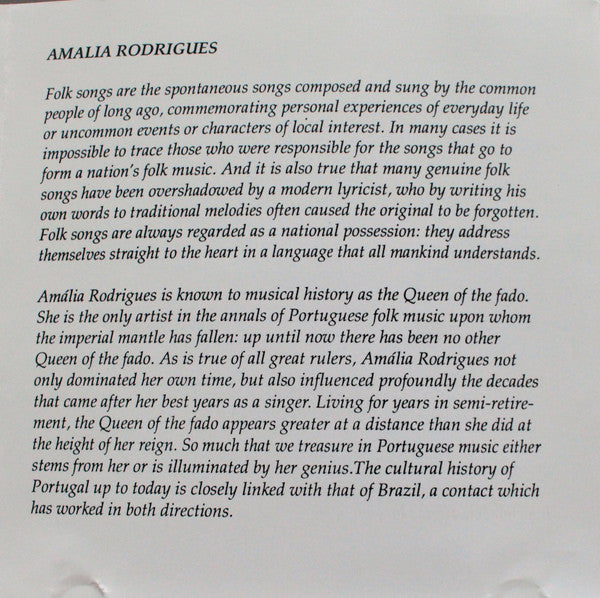 AMALIA RODRIGUES
Folk songs are the spontaneous songs composed and sung by the common
people of long ago, commemorating personal experiences of everyday life
or uncommon events or characters of local interest. In many cases it is
impossible to trace those who were responsible for the songs that go to
form a nation's folk music. And it is also true that many genuine folk
songs have been overshadowed by a modern lyricist, who by writing his
own words to traditional melodies often caused the original to be forgotten.
Folk songs are always regarded as a national possession: they address
themselves straight to the heart in a language that all mankind understands.
Amália Rodrigues is known to musical history as the Queen of the fado.
She is the only artist in the annals of Portuguese folk music upon whom
the imperial mantle has fallen: up until now there has been no other
Queen of the fado. As is true of all great rulers, Amália Rodrigues not
only dominated her own time, but also influenced profoundly the decades
that came after her best years as a singer. Living for years in semi-retire-
ment, the Queen of the fado appears greater at a distance than she did at
the height of her reign. So much that we treasure in Portuguese music either
stems from her or is illuminated by her genius.The cultural history of
Portugal up to today is closely linked with that of Brazil, a contact which
has worked in both directions.